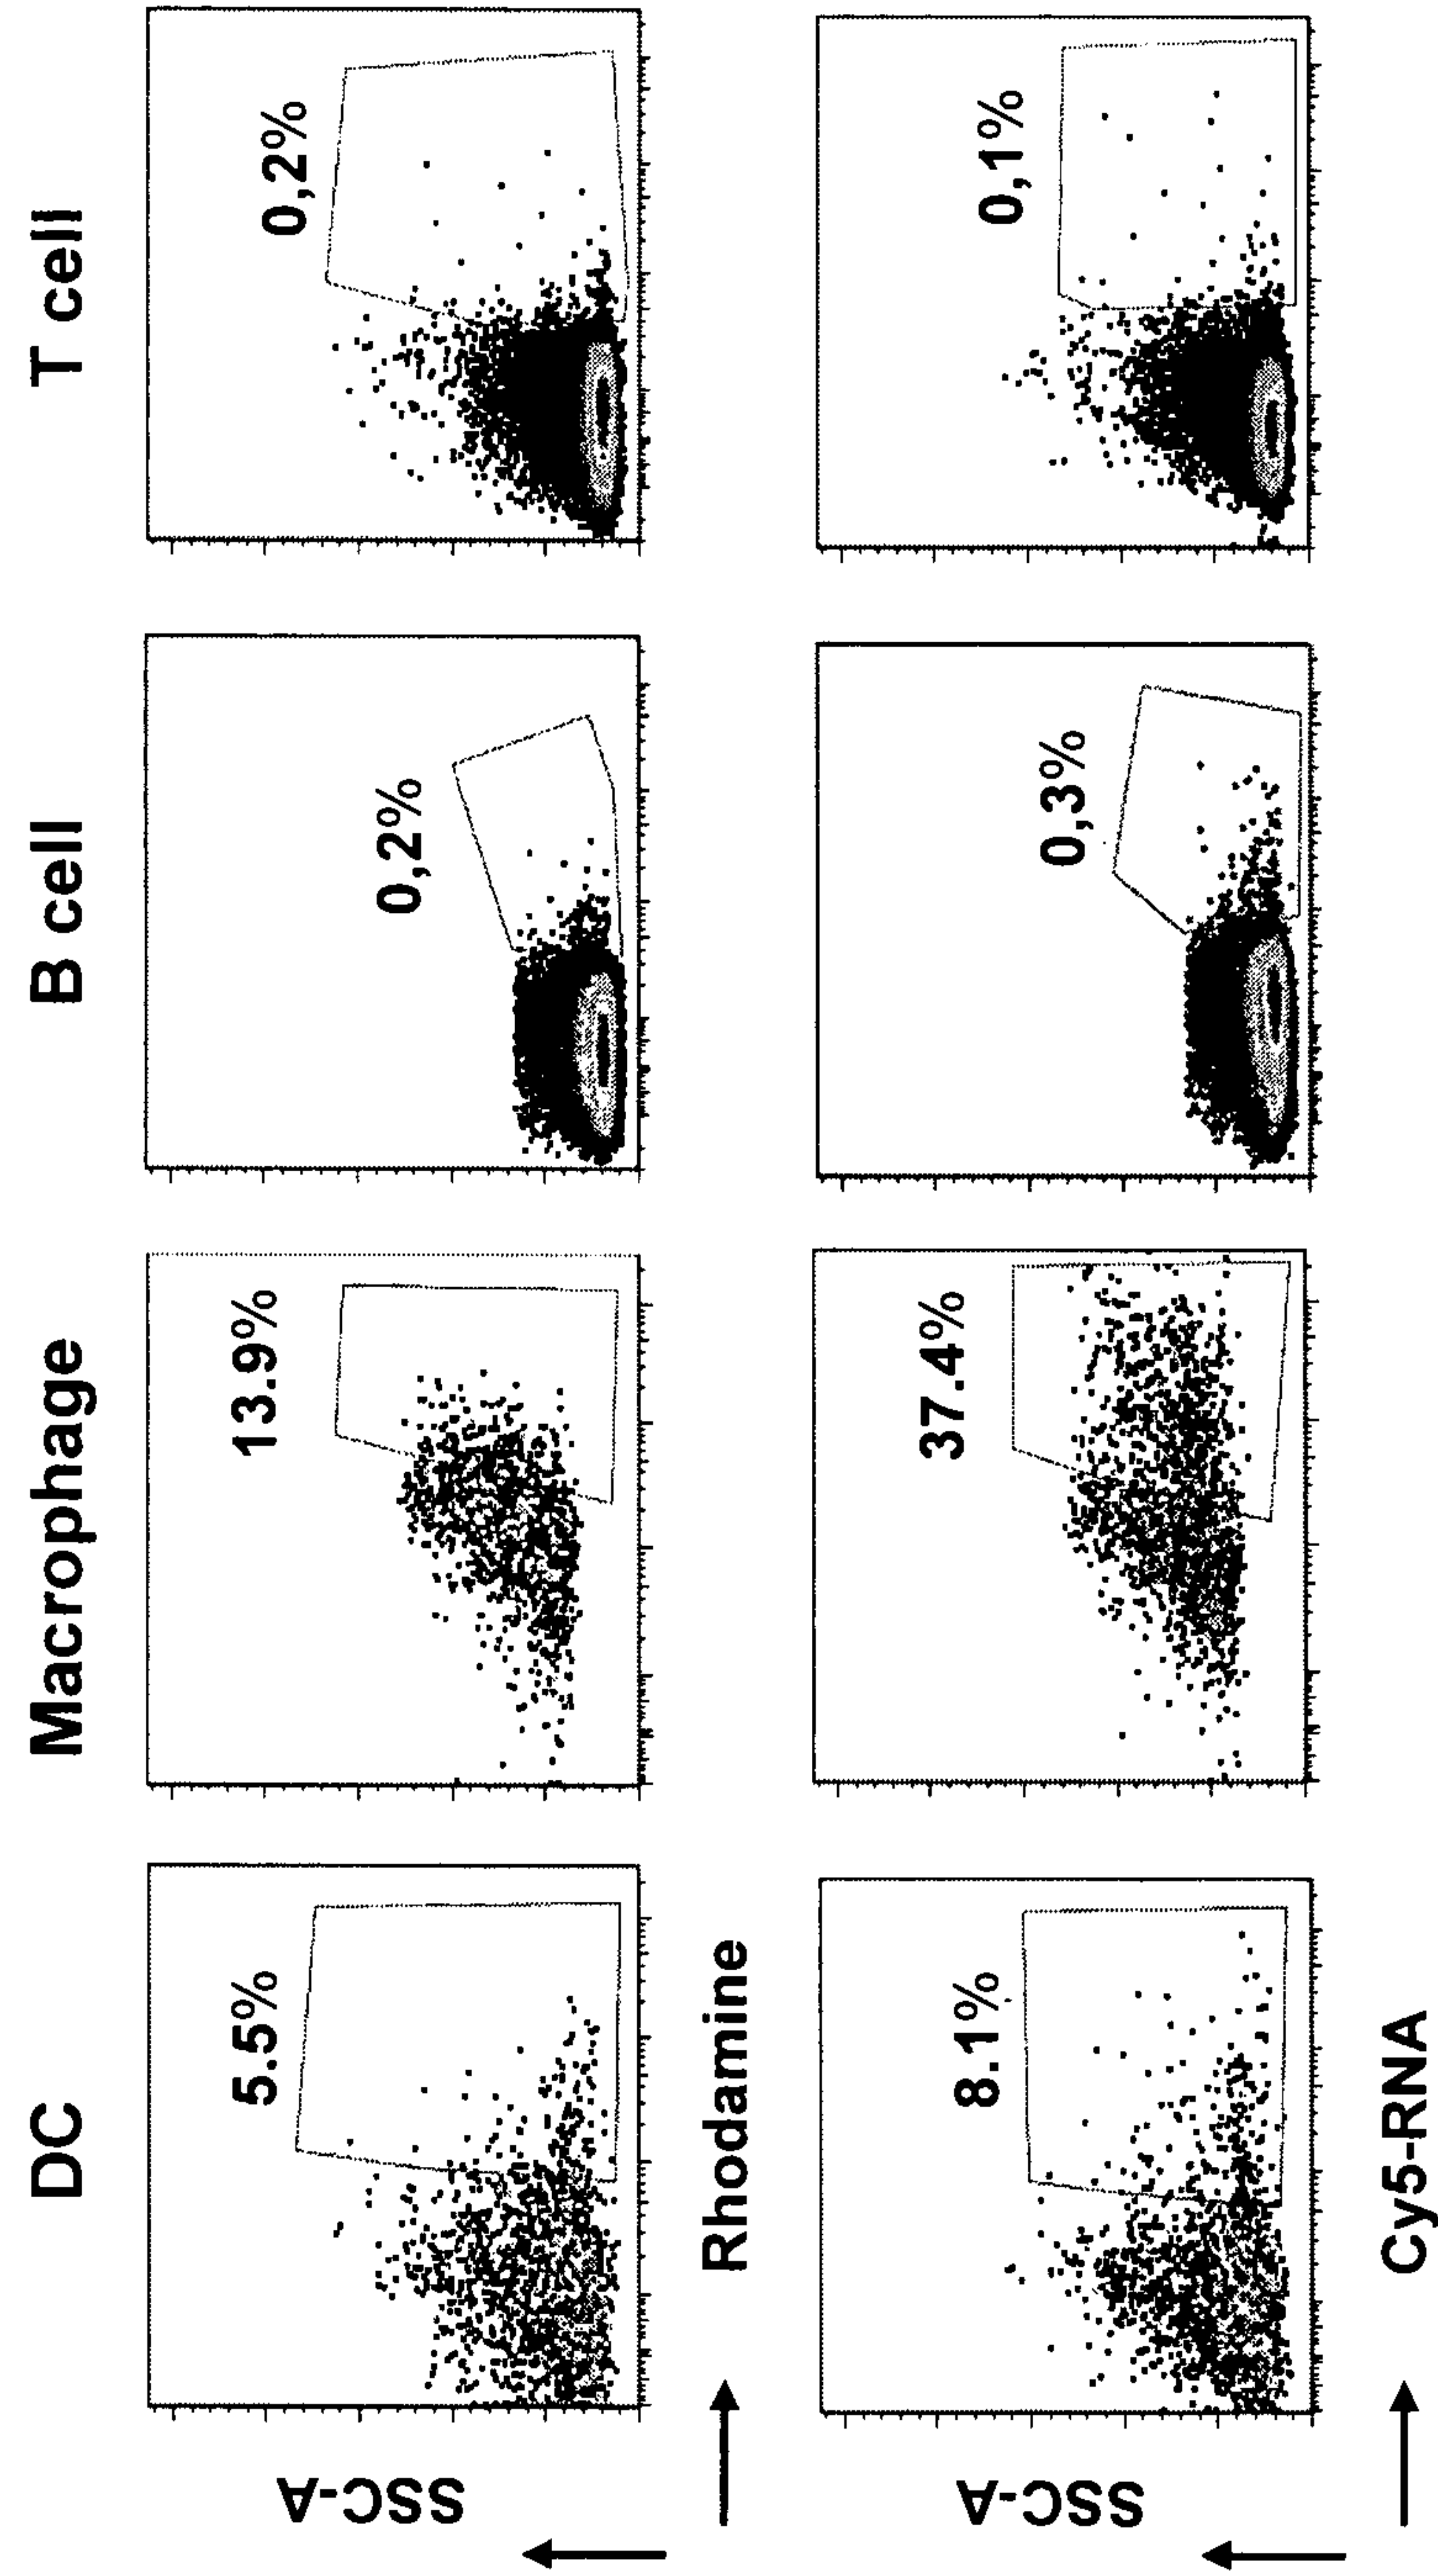 DC
Macrophage
B cell
T cell
5.5%
13.9%
0,2%
0,2%
SSC-A
Rhodamine
8.1%
37.4%
0,3%
0,1%
SSC-A
Cy5-RNA